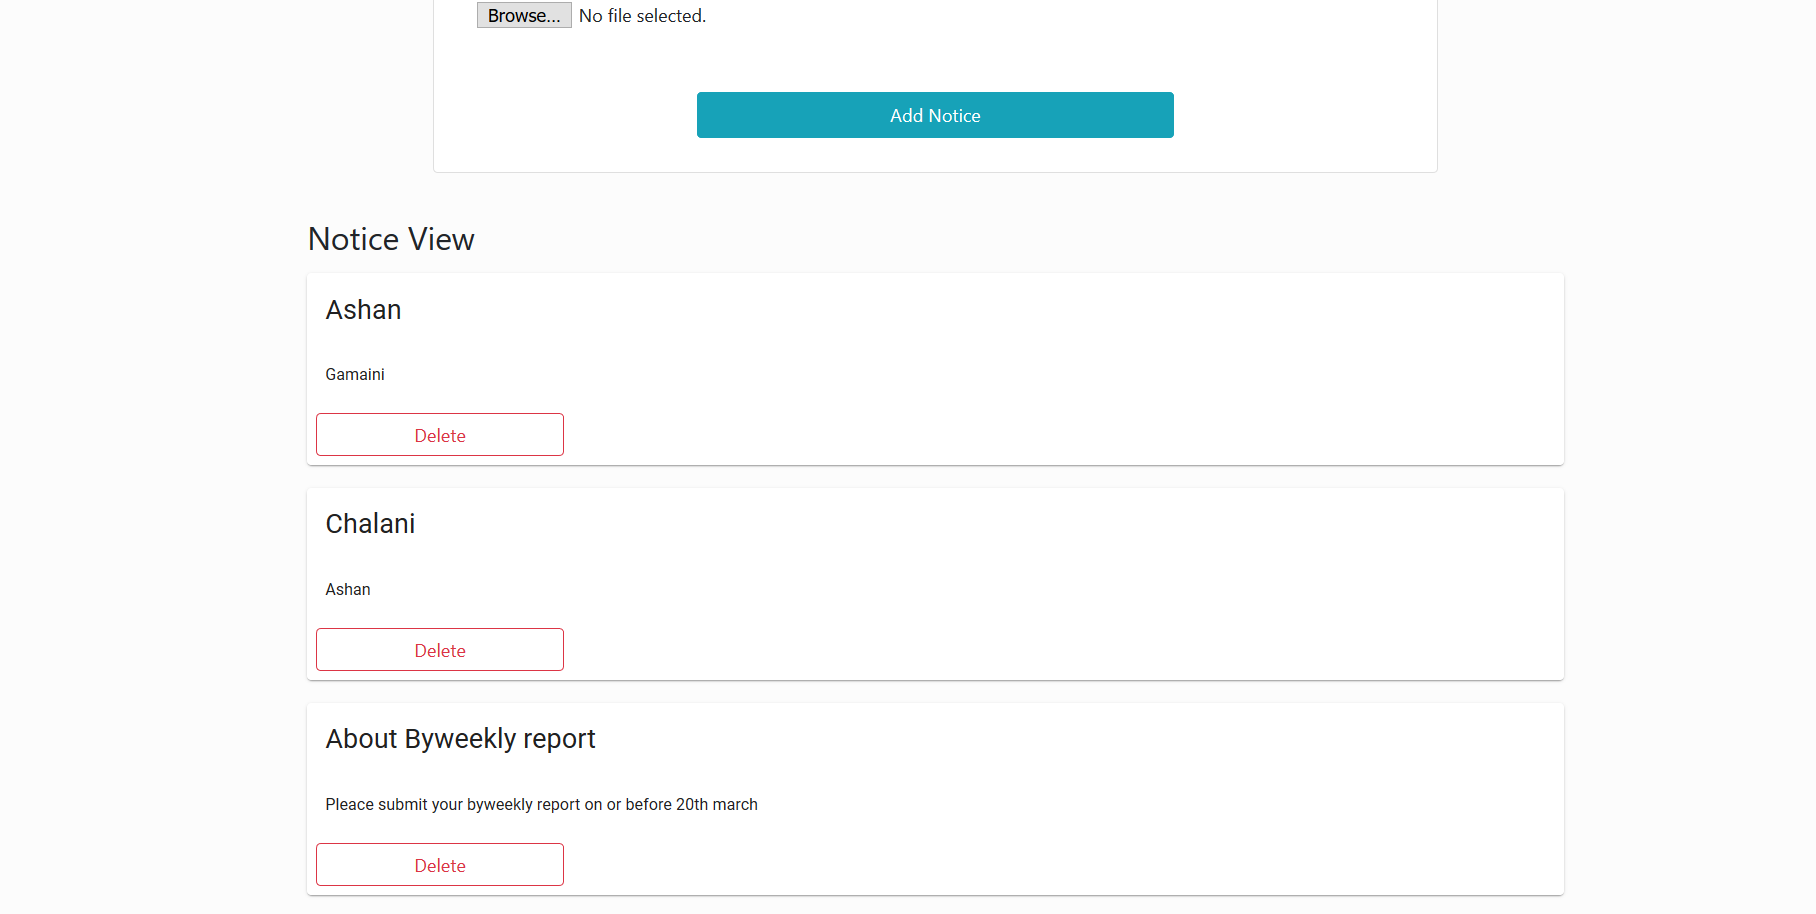 Browse... No file selected.
Add Notice
Notice View
Ashan
Gamaini
Delete
Chalani
Ashan
Delete
About Byweekly report
Pleace submit your byweekly report on or before 20th march
Delete